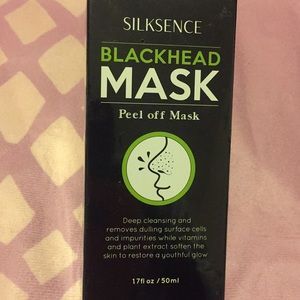 SILKSENCE
BLACKHEAD
MASK
Peel off Mask
Deep cleansing and
removes dulling surface cells
and impurities while vitamins
and plant extract soften the
skin to restore a youthful glow
17fl oz / 50ml